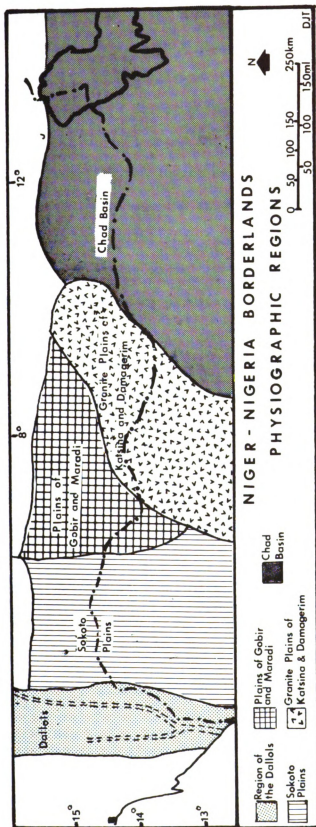 12°
8°
Chad Basin
Granite Plains of
Katsina and Damagerim
Plains of
Gobir and Maradi
Sokoto
Plains
Dallols
15°
14°
13°
NIGER-NIGERIA BORDERLANDS
PHYSIOGRAPHIC REGIONS
N
0 50 100 150 250km
50 100 150ml
DJT
Region of
the Dallols
Sokoto
Plains
Plains of Gobir
and Maradi
Granite Plains of
Katsina & Damagerim
Chad
Basin